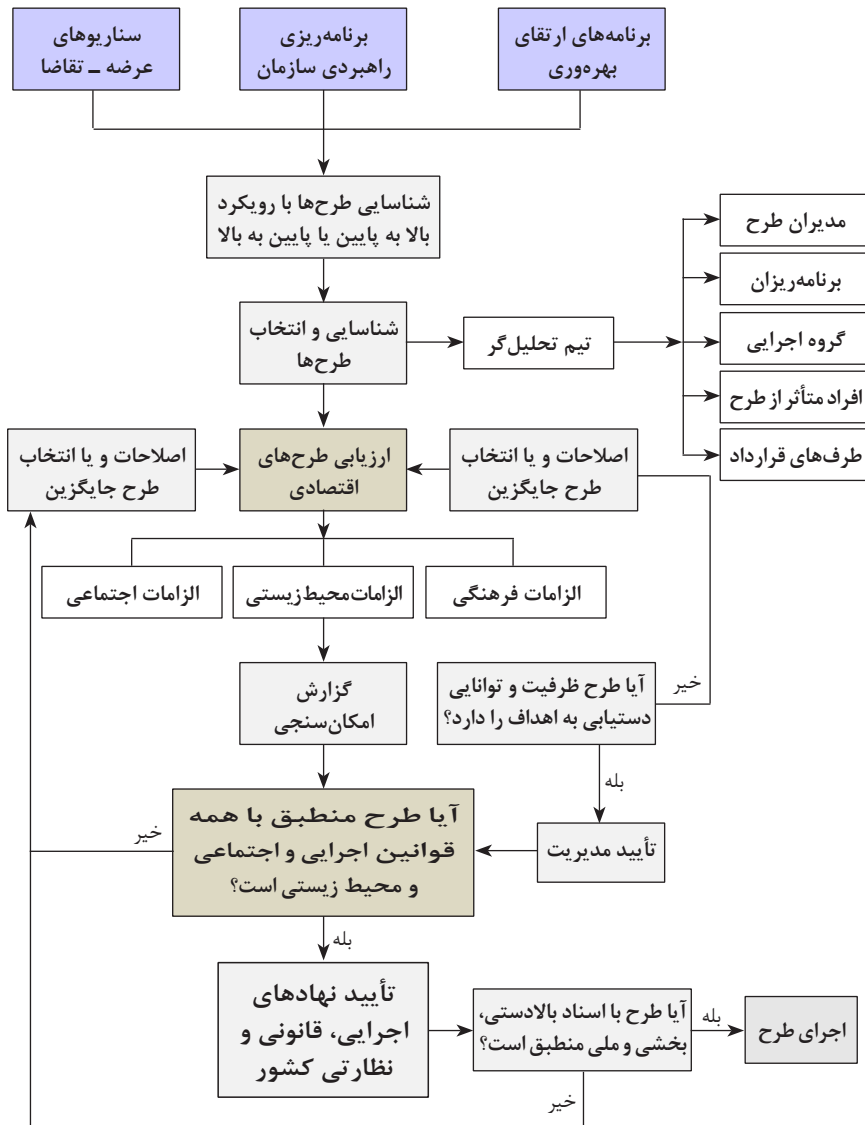 برنامه‌های ارتقای
بهره‌وری
برنامه‌ریزی
راهبردی سازمان
سناریوهای
عرضه ــ تقاضا
شناسایی طرح‌ها با رویکرد
بالا به پایین یا پایین به بالا
شناسایی و انتخاب
طرح‌ها
تیم تحلیل‌گر
مدیران طرح
برنامه‌ریزان
گروه اجرایی
افراد متأثر از طرح
طرف‌های قرارداد
اصلاحات و یا انتخاب
طرح جایگزین
ارزیابی طرح‌های
اقتصادی
اصلاحات و یا انتخاب
طرح جایگزین
الزامات فرهنگی
الزامات محیط‌زیستی
الزامات اجتماعی
گزارش
امکان‌سنجی
آیا طرح ظرفیت و توانایی
دستیابی به اهداف را دارد؟
خیر
بله
تأیید مدیریت
آیا طرح منطبق با همه
قوانین اجرایی و اجتماعی
و محیط زیستی است؟
خیر
بله
تأیید نهادهای
اجرایی، قانونی و
نظارتی کشور
آیا طرح با اسناد بالادستی،
بخشی و ملی منطبق است؟
بله
اجرای طرح
خیر